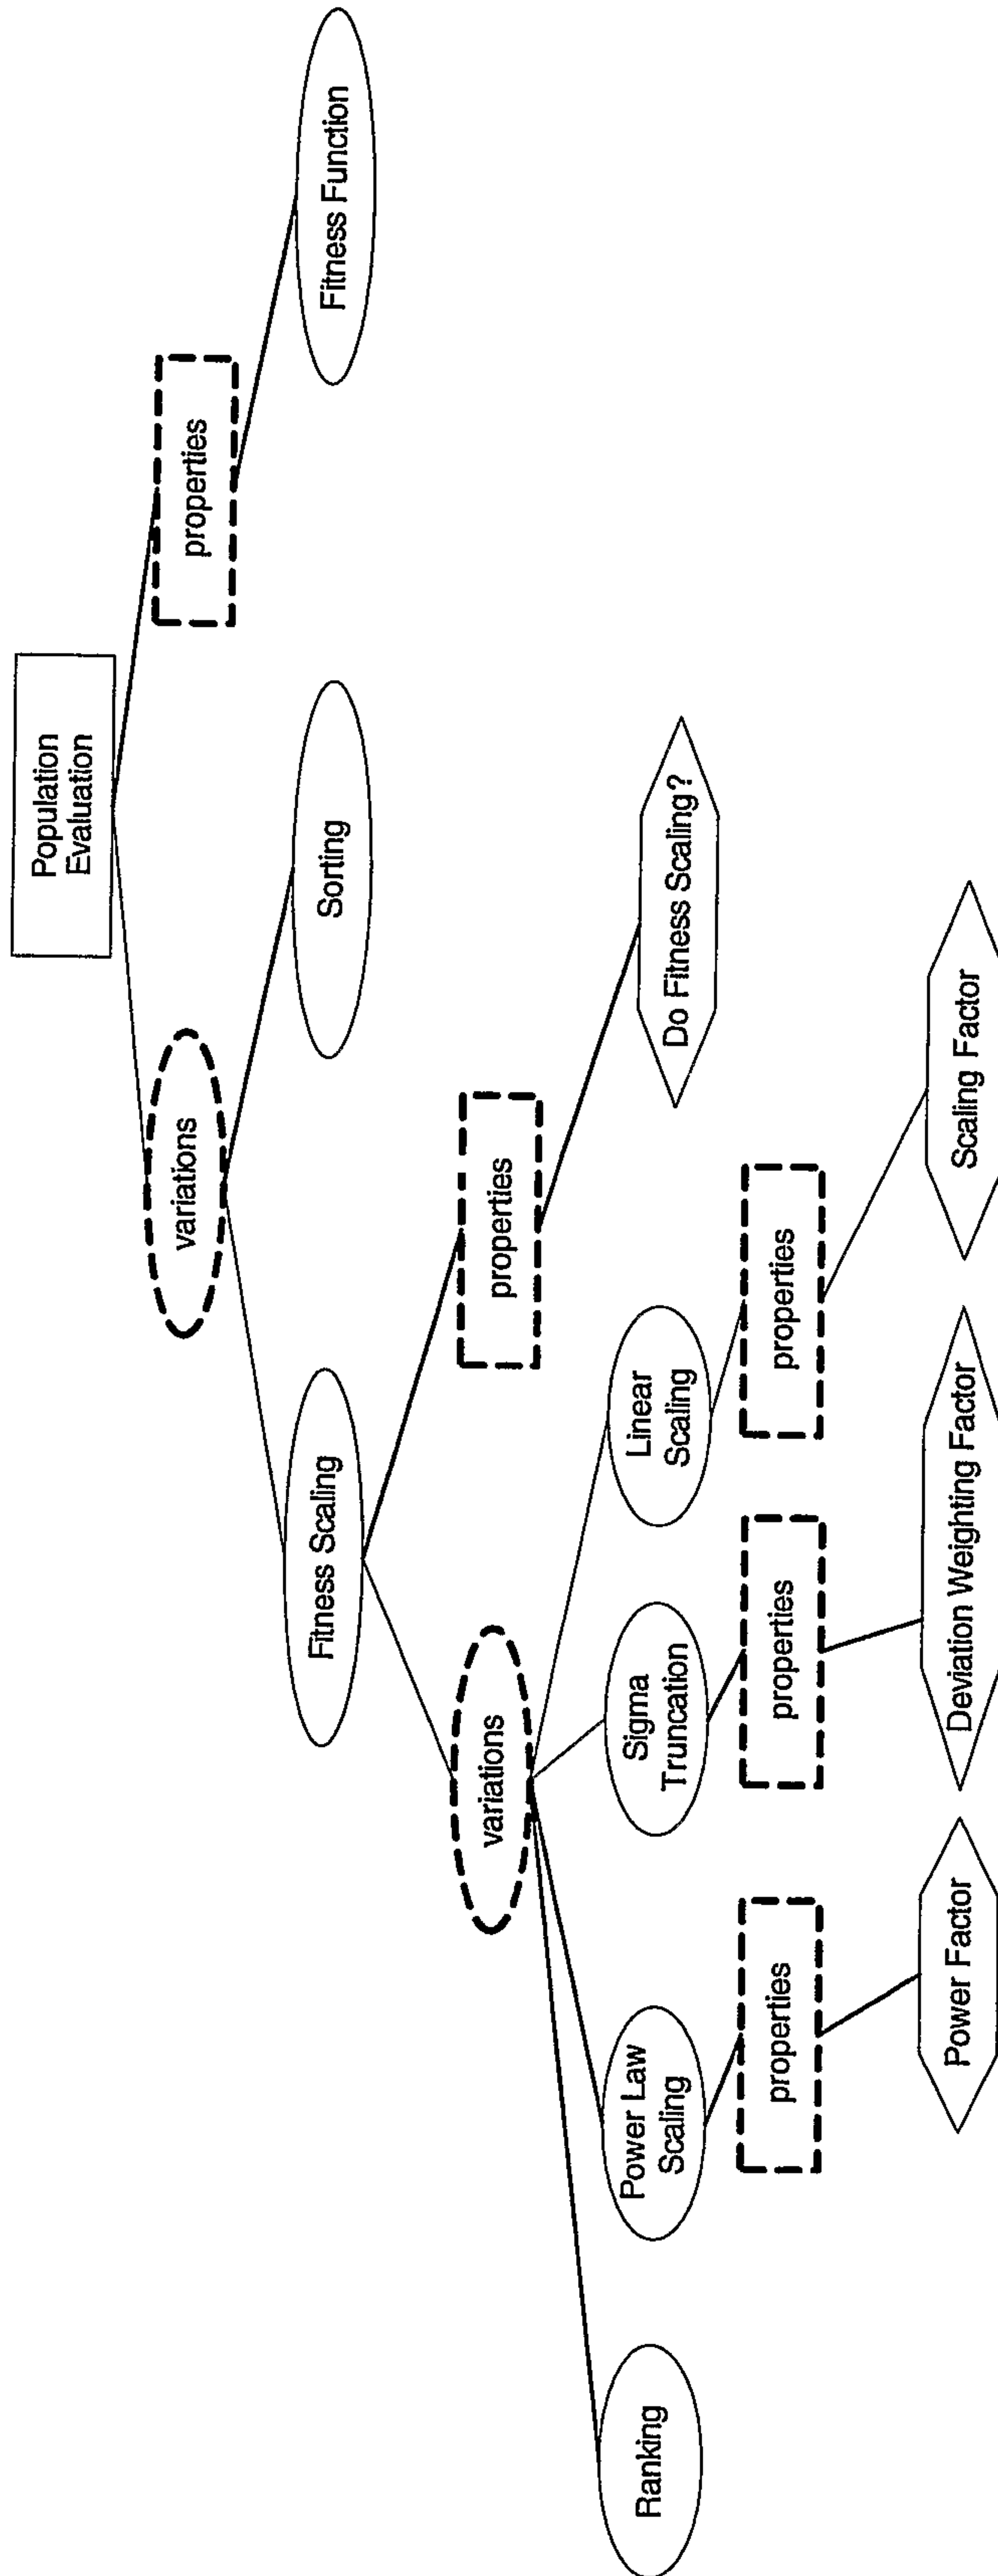 Population
Evaluation
variations
properties
Fitness Scaling
Sorting
Fitness Function
variations
properties
Ranking
Power Law
Scaling
Sigma
Truncation
Linear
Scaling
Do Fitness Scaling?
properties
properties
properties
Power Factor
Deviation Weighting Factor
Scaling Factor